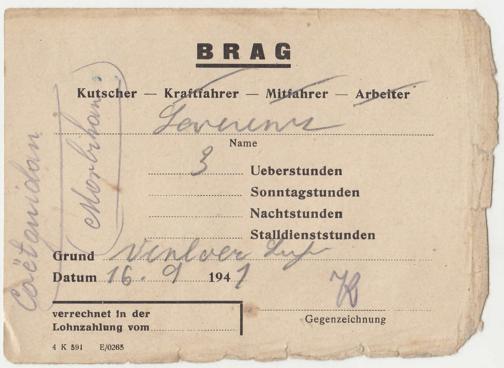 BRAG
Kutscher — Kraftfahrer — Mitfahrer — Arbeiter
Name
3 Ueberstunden
Sonntagstunden
Nachtstunden
Stalldienststunden
Grund Venloer
Datum 16. 9 1941
K
Gegenzeichnung
verrechnet in der
Lohnzahlung vom
4 K 591 E/0265
Coëtquidan
(Morbihan)